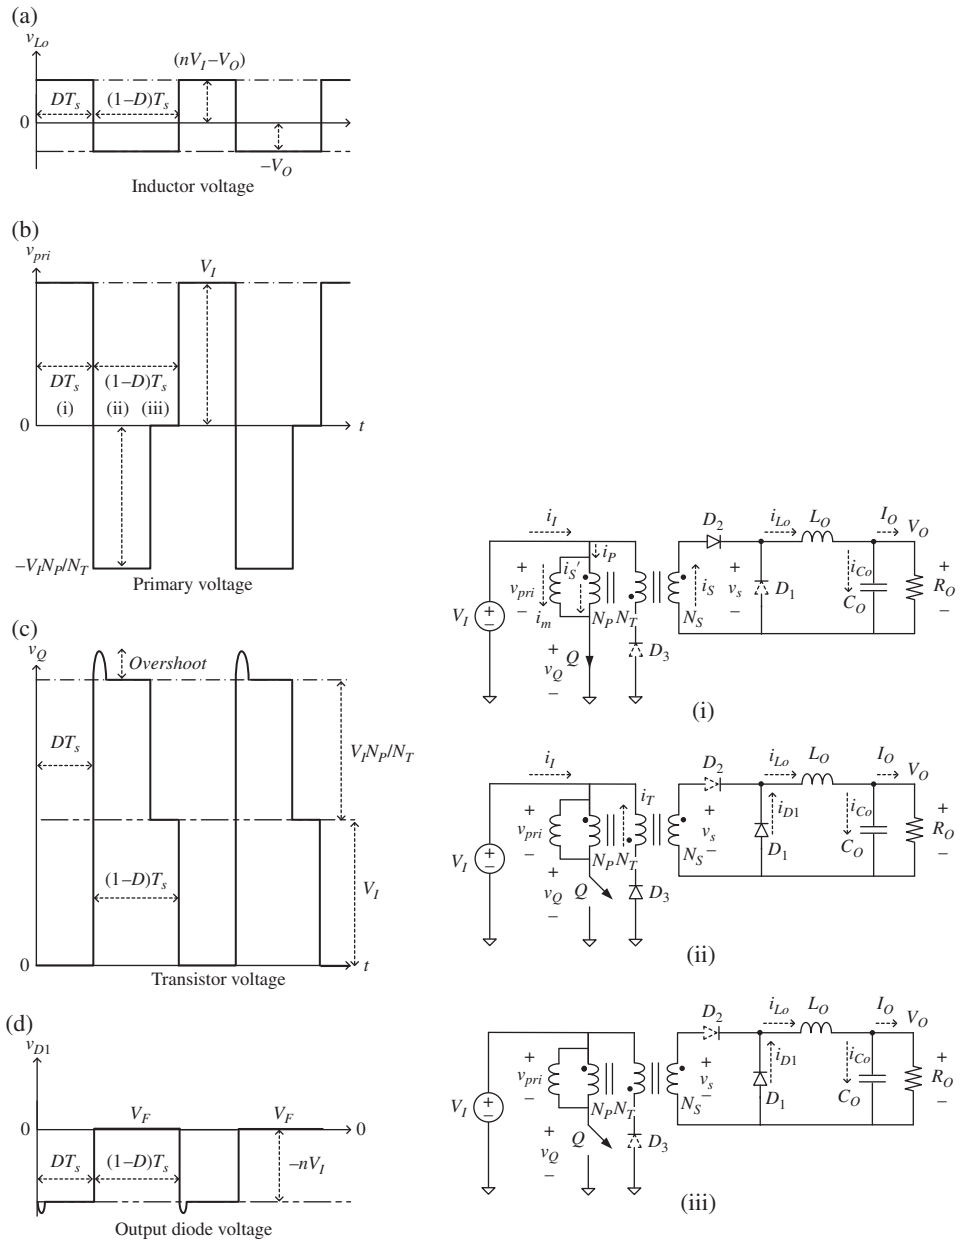 (a)
v_Lo
(nV_I–V_O)
DT_s
(1–D)T_s
0
–V_O
Inductor voltage
(b)
v_pri
V_I
DT_s
(1–D)T_s
(i)
(ii)
(iii)
0
t
–V_I N_P/N_T
Primary voltage
(c)
v_Q
Overshoot
DT_s
V_I N_P/N_T
(1–D)T_s
V_I
0
t
Transistor voltage
(d)
v_D1
V_F
V_F
0
0
DT_s
(1–D)T_s
–nV_I
Output diode voltage
i_I
D_2
i_Lo
L_O
I_O
V_O
i_P
+
v_pri
–
i_S'
i_m
i_S
+
v_s
–
D_1
i_Co
C_O
+
R_O
–
V_I
+
–
N_P
N_T
N_S
+
v_Q
–
Q
D_3
(i)
i_I
D_2
i_Lo
L_O
I_O
V_O
+
v_pri
–
i_T
+
v_s
–
i_D1
D_1
i_Co
C_O
+
R_O
–
V_I
+
–
N_P
N_T
N_S
+
v_Q
–
Q
D_3
(ii)
D_2
i_Lo
L_O
I_O
V_O
+
v_pri
–
+
v_s
–
i_D1
D_1
i_Co
C_O
+
R_O
–
V_I
+
–
N_P
N_T
N_S
+
v_Q
–
Q
D_3
(iii)